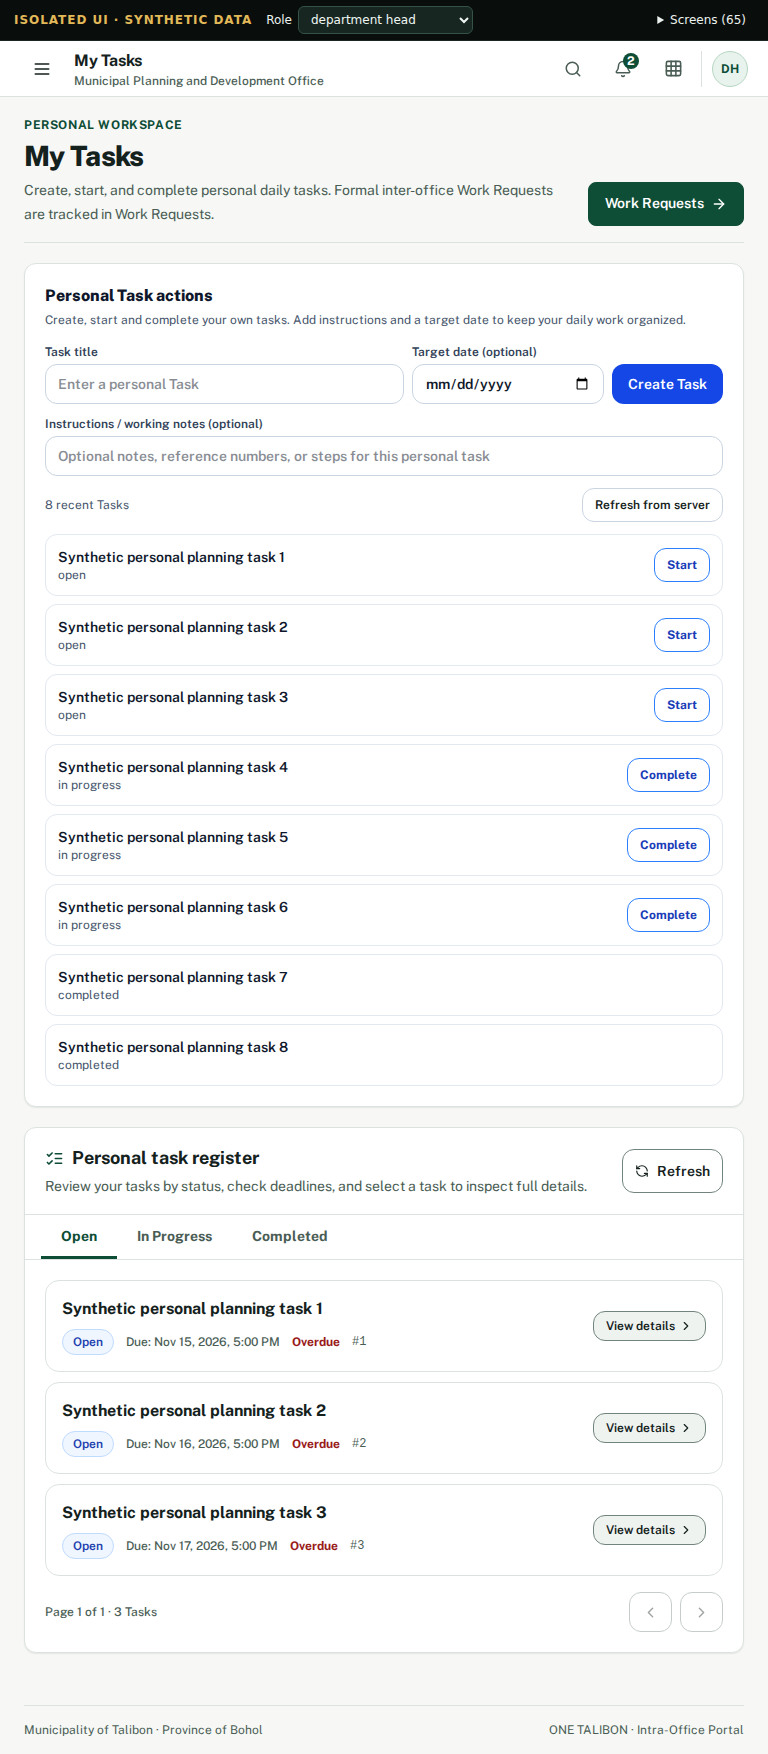 ISOLATED UI · SYNTHETIC DATA Role department head Screens (65)
My Tasks
Municipal Planning and Development Office
2
DH
PERSONAL WORKSPACE
My Tasks
Create, start, and complete personal daily tasks. Formal inter-office Work Requests
are tracked in Work Requests.
Work Requests
Personal Task actions
Create, start and complete your own tasks. Add instructions and a target date to keep your daily work organized.
Task title Target date (optional)
Enter a personal Task mm/dd/yyyy Create Task
Instructions / working notes (optional)
Optional notes, reference numbers, or steps for this personal task
8 recent Tasks Refresh from server
Synthetic personal planning task 1
open
Start
Synthetic personal planning task 2
open
Start
Synthetic personal planning task 3
open
Start
Synthetic personal planning task 4
in progress
Complete
Synthetic personal planning task 5
in progress
Complete
Synthetic personal planning task 6
in progress
Complete
Synthetic personal planning task 7
completed
Synthetic personal planning task 8
completed
Personal task register
Review your tasks by status, check deadlines, and select a task to inspect full details.
Refresh
Open In Progress Completed
Synthetic personal planning task 1
Open Due: Nov 15, 2026, 5:00 PM Overdue #1
View details
Synthetic personal planning task 2
Open Due: Nov 16, 2026, 5:00 PM Overdue #2
View details
Synthetic personal planning task 3
Open Due: Nov 17, 2026, 5:00 PM Overdue #3
View details
Page 1 of 1 · 3 Tasks
Municipality of Talibon · Province of Bohol ONE TALIBON · Intra-Office Portal